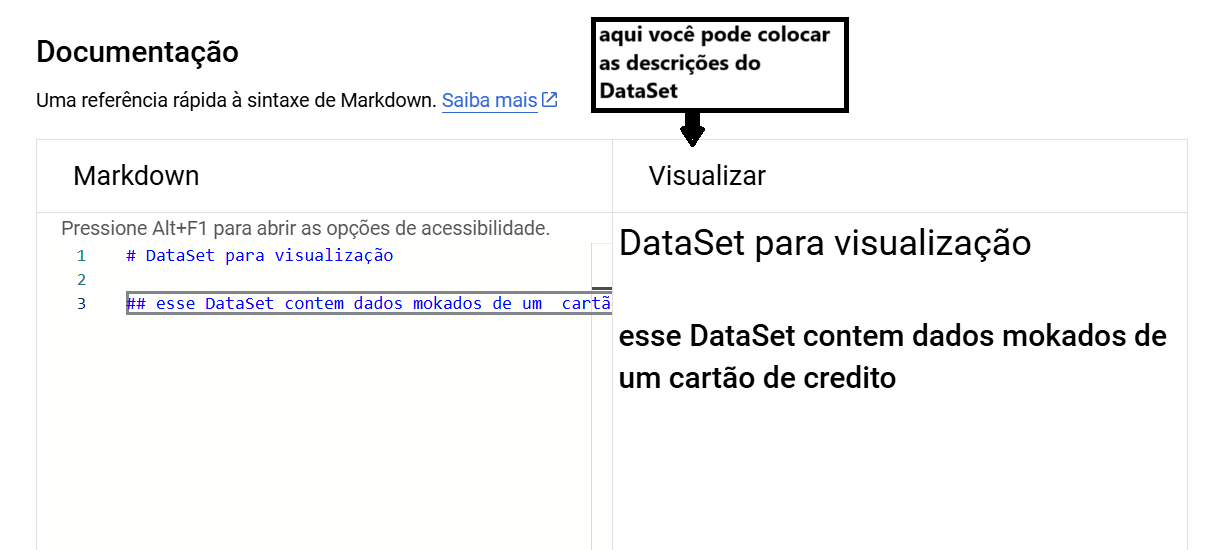 aqui você pode colocar
as descrições do
DataSet
Documentação
Uma referência rápida à sintaxe de Markdown. Saiba mais
Markdown
Visualizar
Pressione Alt+F1 para abrir as opções de acessibilidade.
1 # DataSet para visualização
2
3 ## esse DataSet contem dados mokados de um  cartã
DataSet para visualização
esse DataSet contem dados mokados de
um cartão de credito